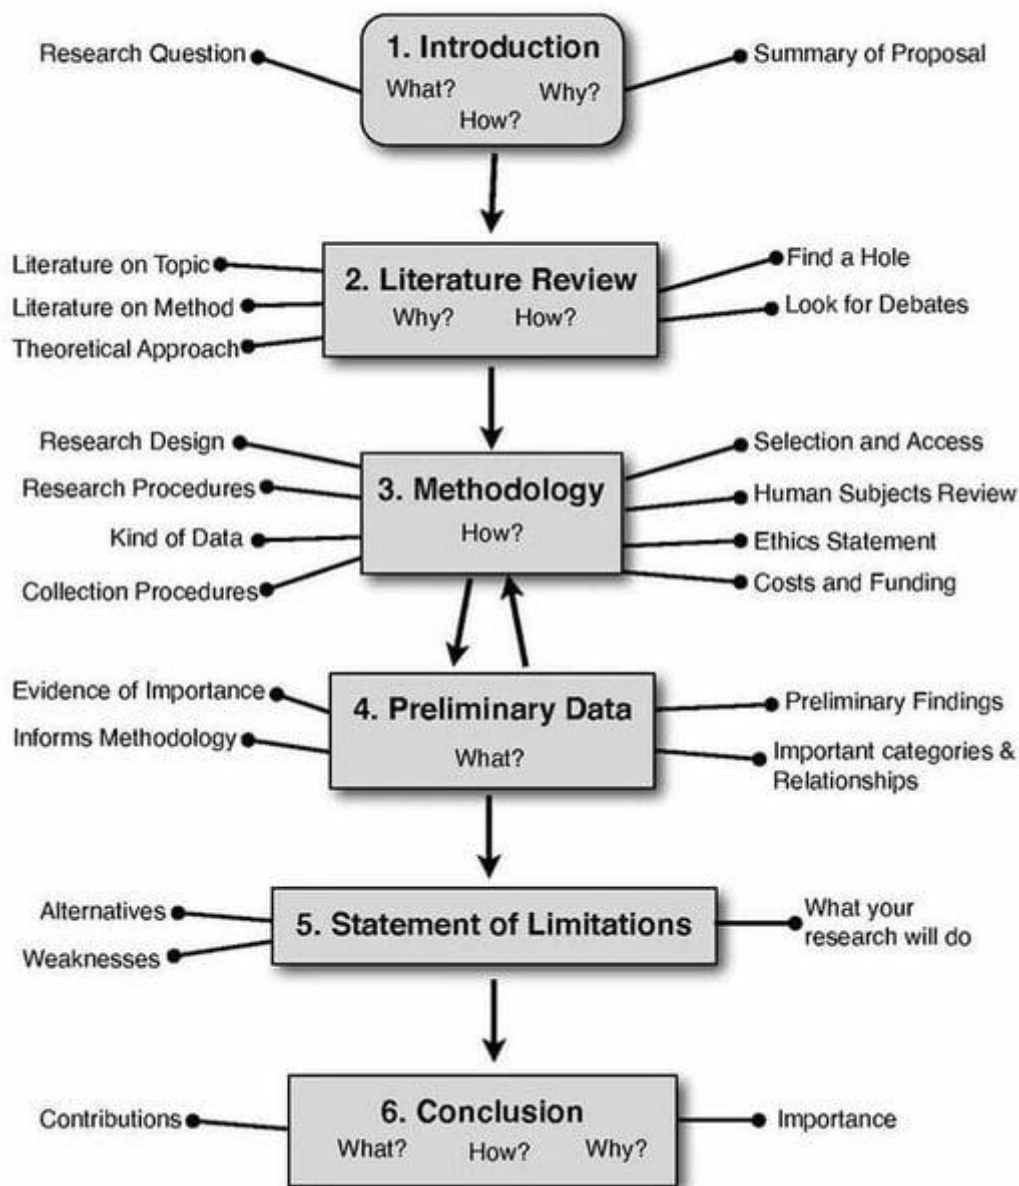 1. Introduction
What?
Why?
How?
Research Question
Summary of Proposal
2. Literature Review
Why?
How?
Literature on Topic
Literature on Method
Theoretical Approach
Find a Hole
Look for Debates
3. Methodology
How?
Research Design
Research Procedures
Kind of Data
Collection Procedures
Selection and Access
Human Subjects Review
Ethics Statement
Costs and Funding
4. Preliminary Data
What?
Evidence of Importance
Informs Methodology
Preliminary Findings
Important categories &
Relationships
5. Statement of Limitations
Alternatives
Weaknesses
What your
research will do
6. Conclusion
What?
How?
Why?
Contributions
Importance